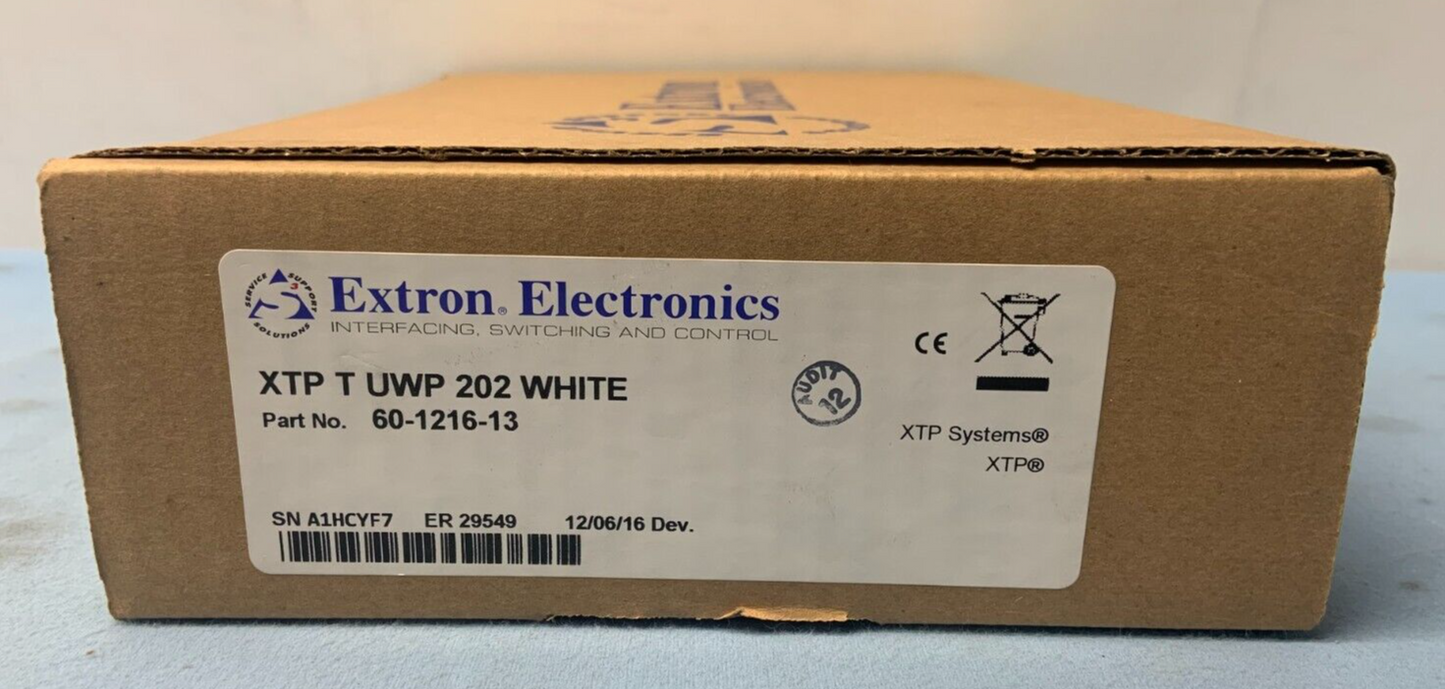 Extron® Electronics
INTERFACING, SWITCHING AND CONTROL
SERVICE SUPPORT SOLUTIONS
S3
XTP T UWP 202 WHITE
Part No. 60-1216-13
AUDIT
12
CE
XTP Systems®
XTP®
SN A1HCYF7 ER 29549 12/06/16 Dev.